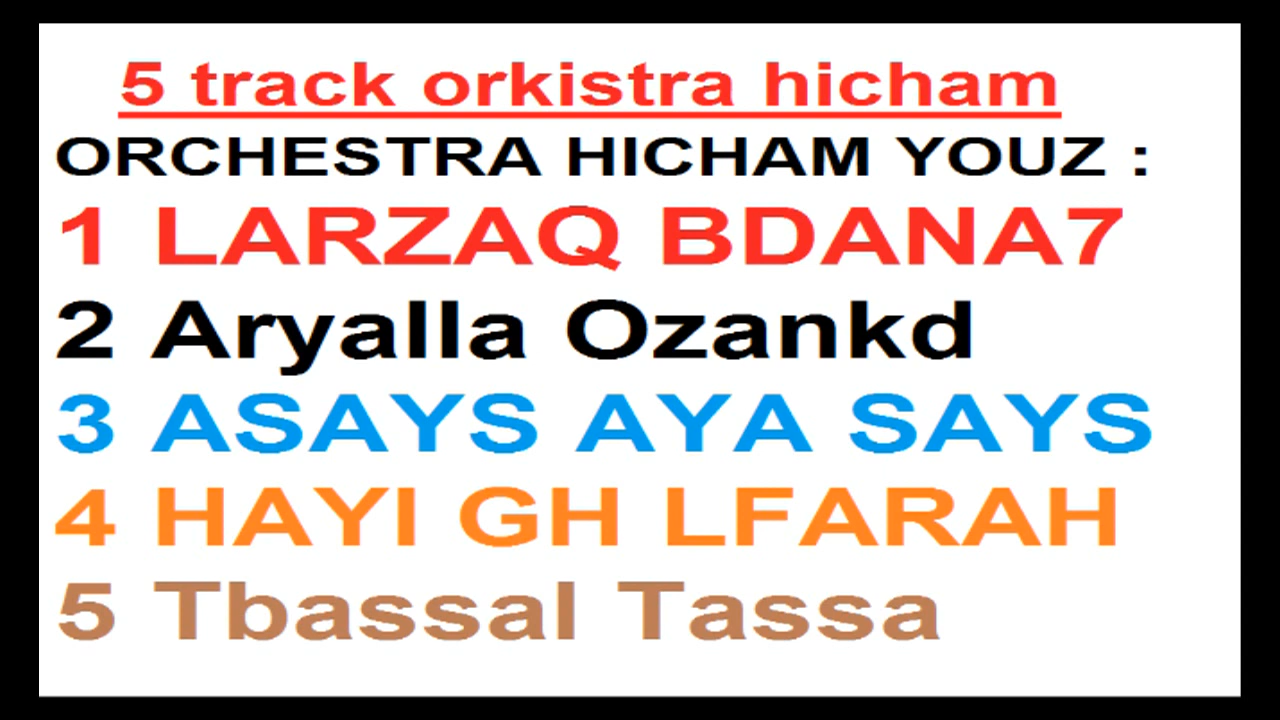 5 track orkistra hicham
ORCHESTRA HICHAM YOUZ :
1 LARZAQ BDANA7
2 Aryalla Ozankd
3 ASAYS AYA SAYS
4 HAYI GH LFARAH
5 Tbassal Tassa